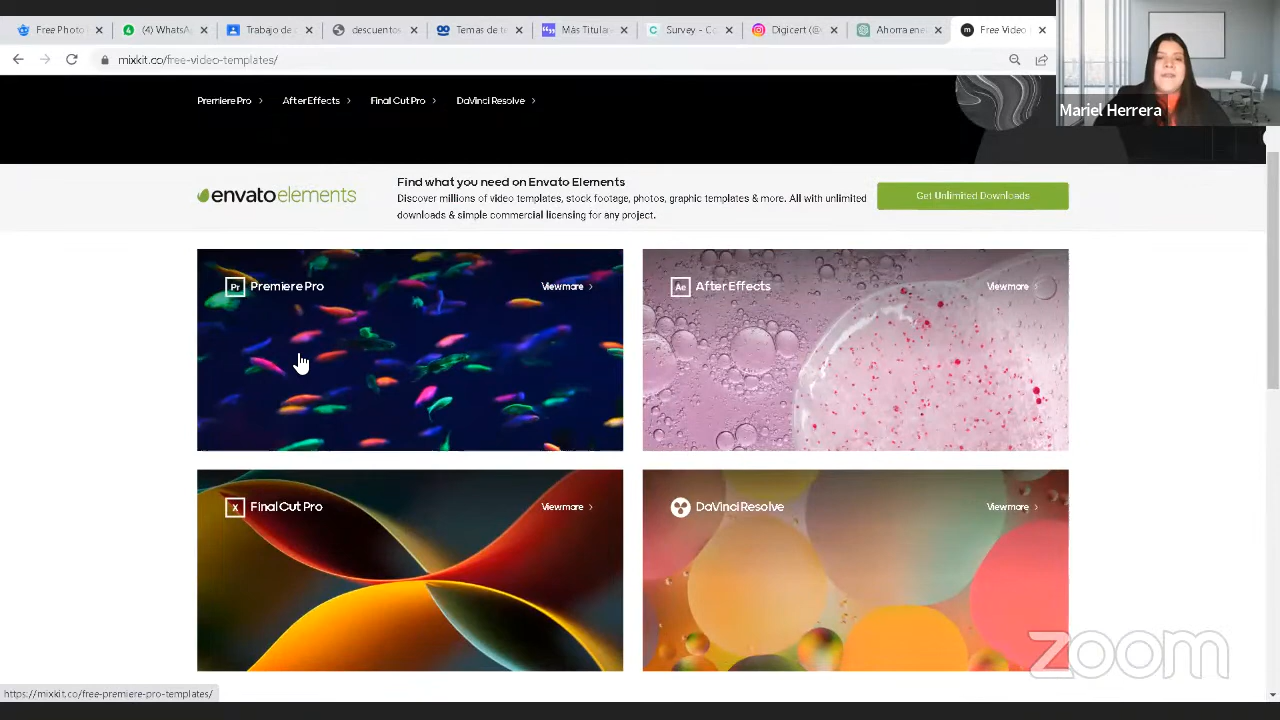 Free Photo
(4) WhatsA
Trabajo de
descuentos
Temas de t
Más Titula
Survey - C
Digicert (@
Ahorra ene
Free Video
mixkit.co/free-video-templates/
Mariel Herrera
Premiere Pro
After Effects
Final Cut Pro
DaVinci Resolve
envato elements
Find what you need on Envato Elements
Discover millions of video templates, stock footage, photos, graphic templates & more. All with unlimited
downloads & simple commercial licensing for any project.
Get Unlimited Downloads
Pr Premiere Pro
View more
Ae After Effects
View more
X Final Cut Pro
View more
DaVinci Resolve
View more
zoom
https://mixkit.co/free-premiere-pro-templates/